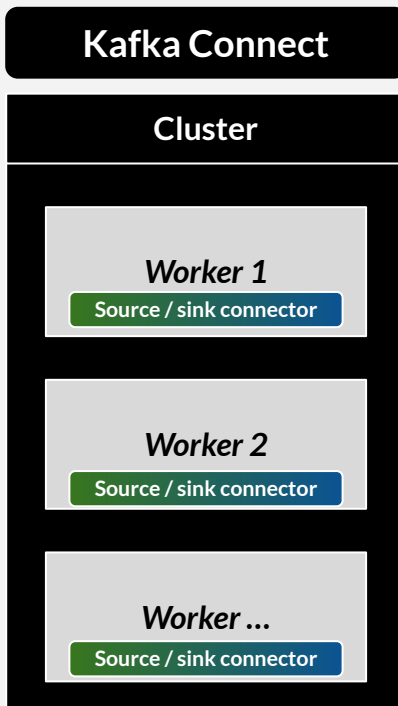 Kafka Connect
Cluster
Worker 1
Source / sink connector
Worker 2
Source / sink connector
Worker ...
Source / sink connector